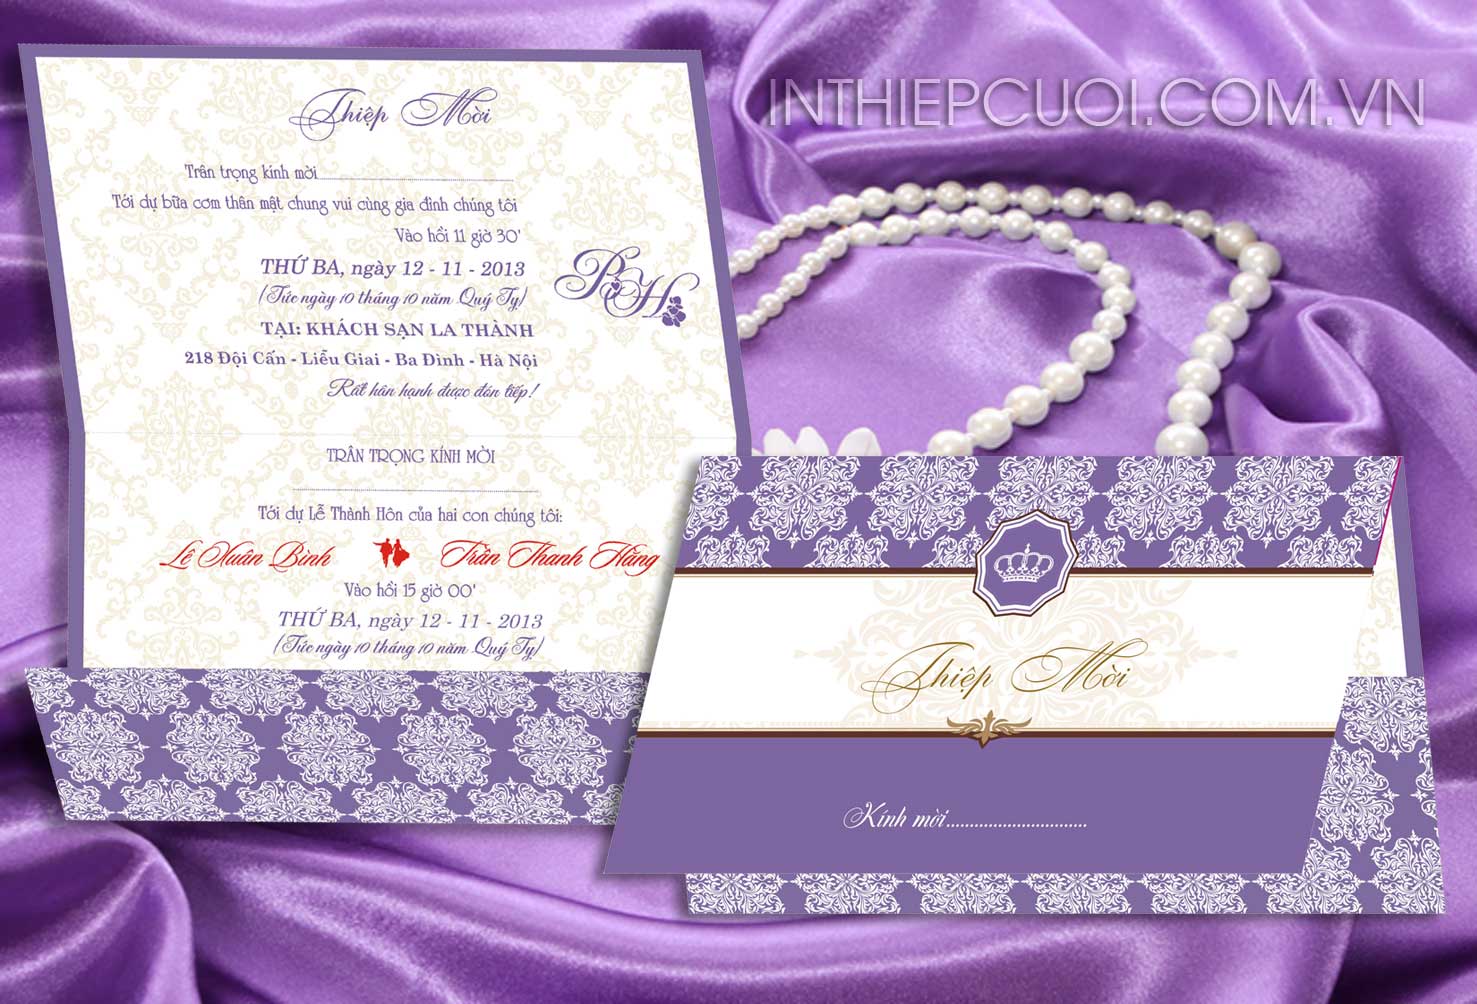 INTHIEPCUOI.COM.VN
Thiệp Mời
Trân trọng kính mời
Tới dự bữa cơm thân mật chung vui cùng gia đình chúng tôi
Vào hồi 11 giờ 30'
THỨ BA, ngày 12 - 11 - 2013
(Tức ngày 10 tháng 10 năm Quý Tỵ)
TẠI: KHÁCH SẠN LA THÀNH
218 Đội Cấn - Liễu Giai - Ba Đình - Hà Nội
Rất hân hạnh được đón tiếp!
B H
TRÂN TRỌNG KÍNH MỜI
Tới dự Lễ Thành Hôn của hai con chúng tôi:
Lê Xuân Bình Trần Thanh Hằng
Vào hồi 15 giờ 00'
THỨ BA, ngày 12 - 11 - 2013
(Tức ngày 10 tháng 10 năm Quý Tỵ)
Thiệp Mời
Kính mời..............................